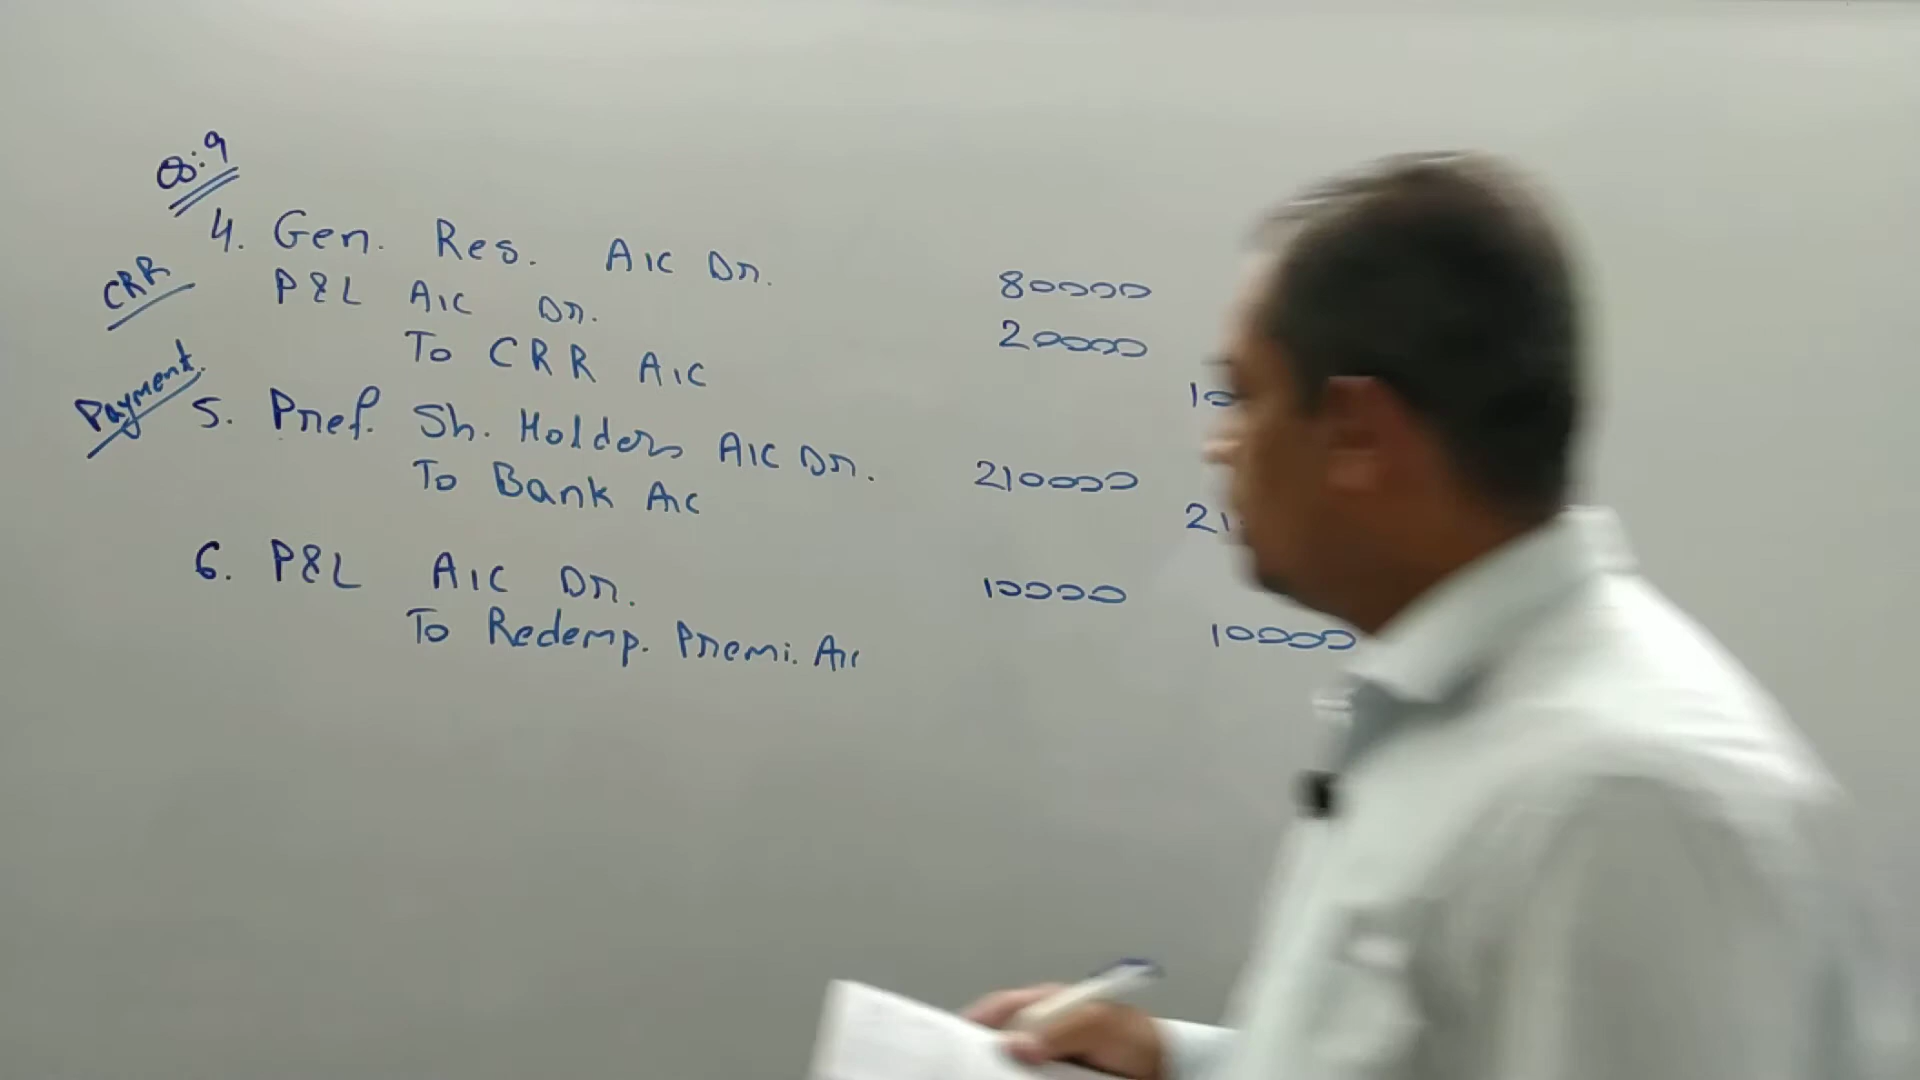 Q:9
4. Gen. Res. A/C Dr. 80000
CRR
P&L A/C Dr. 20000
To CRR A/C
Payment.
5. Pref. Sh. Holders A/C Dr. 210000
To Bank A/C
6. P&L A/C Dr. 10000
To Redemp. Premi. A/C 10000